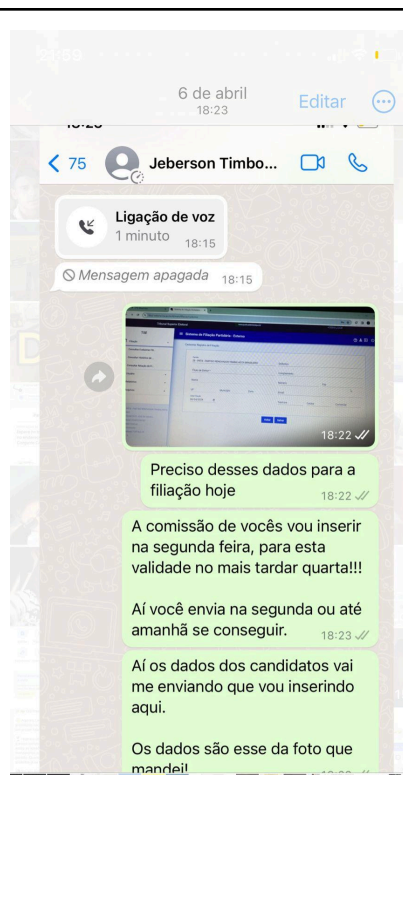 21:59
6 de abril
18:23
Editar
75
Jeberson Timbo...
Ligação de voz
1 minuto 18:15
Mensagem apagada 18:15
18:22
Preciso desses dados para a
filiação hoje
18:22
A comissão de vocês vou inserir
na segunda feira, para esta
validade no mais tardar quarta!!!
Aí você envia na segunda ou até
amanhã se conseguir.
18:23
Aí os dados dos candidatos vai
me enviando que vou inserindo
aqui.
Os dados são esse da foto que
mandei!